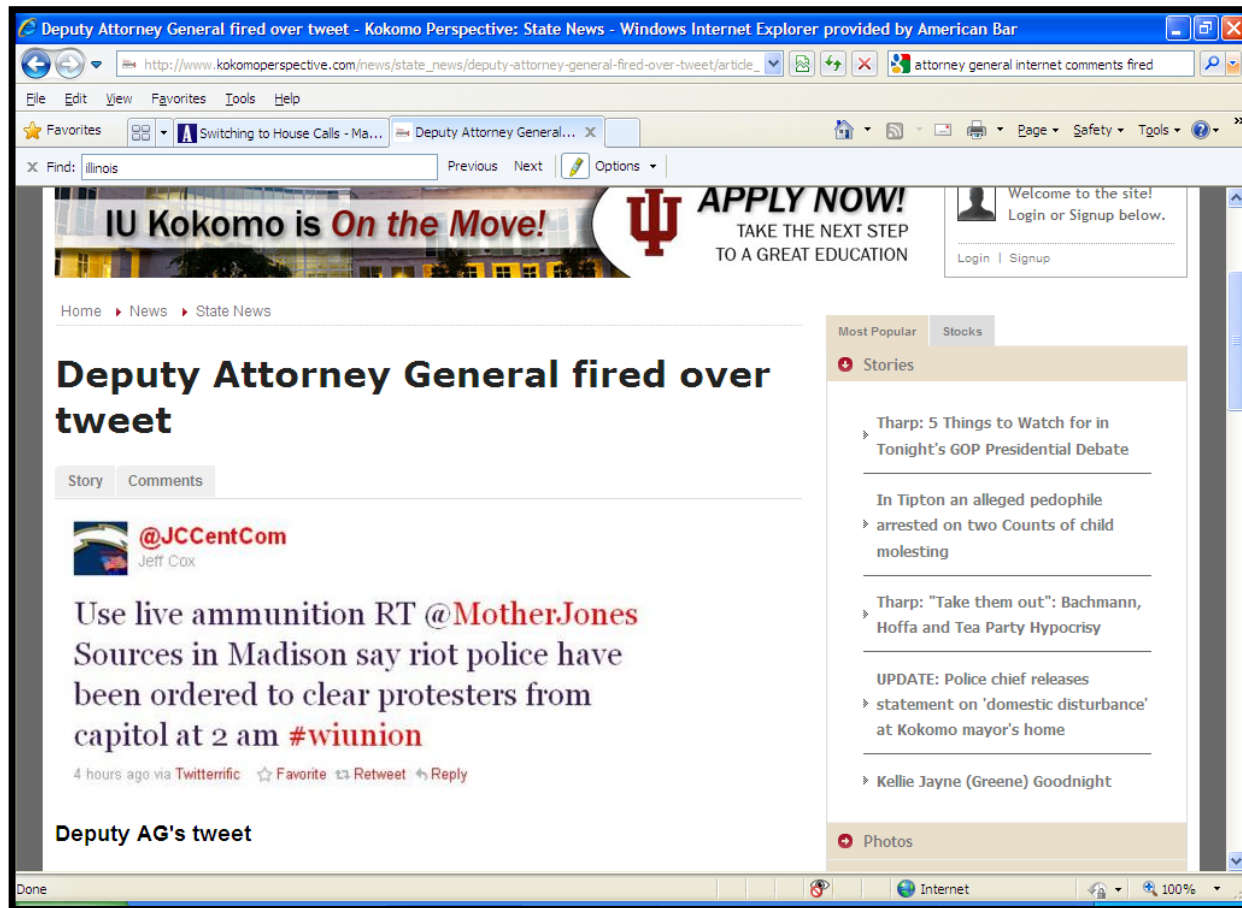 Deputy Attorney General fired over tweet - Kokomo Perspective: State News - Windows Internet Explorer provided by American Bar
http://www.kokomoperspective.com/news/state_news/deputy-attorney-general-fired-over-tweet/article_
attorney general internet comments fired
File Edit View Favorites Tools Help
Favorites
Switching to House Calls - Ma...
Deputy Attorney General... X
Page Safety Tools
X Find: illinois
Previous Next Options
IU Kokomo is On the Move!
APPLY NOW!
TAKE THE NEXT STEP
TO A GREAT EDUCATION
Welcome to the site!
Login or Signup below.
Login | Signup
Home News State News
Deputy Attorney General fired over
tweet
Story Comments
@JCCentCom
Jeff Cox
Use live ammunition RT @MotherJones
Sources in Madison say riot police have
been ordered to clear protesters from
capitol at 2 am #wiunion
4 hours ago via Twitterrific Favorite Retweet Reply
Deputy AG's tweet
Most Popular Stocks
Stories
Tharp: 5 Things to Watch for in
Tonight's GOP Presidential Debate
In Tipton an alleged pedophile
arrested on two Counts of child
molesting
Tharp: "Take them out": Bachmann,
Hoffa and Tea Party Hypocrisy
UPDATE: Police chief releases
statement on 'domestic disturbance'
at Kokomo mayor's home
Kellie Jayne (Greene) Goodnight
Photos
Done
Internet
100%